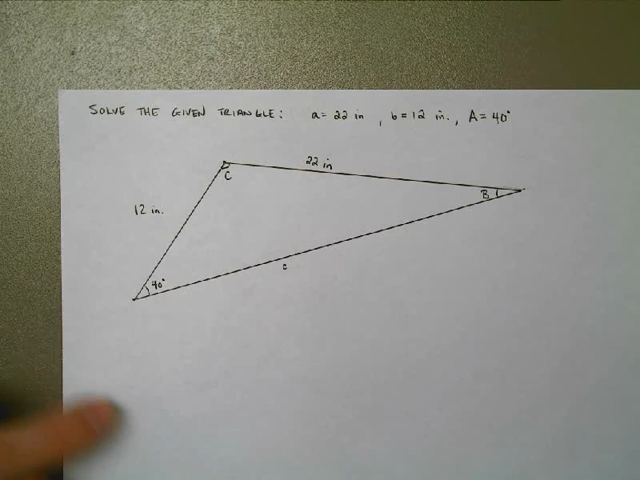 SOLVE THE GIVEN TRIANGLE: a = 22 in , b = 12 in. , A = 40°
22 in
C
B
12 in.
40°
c